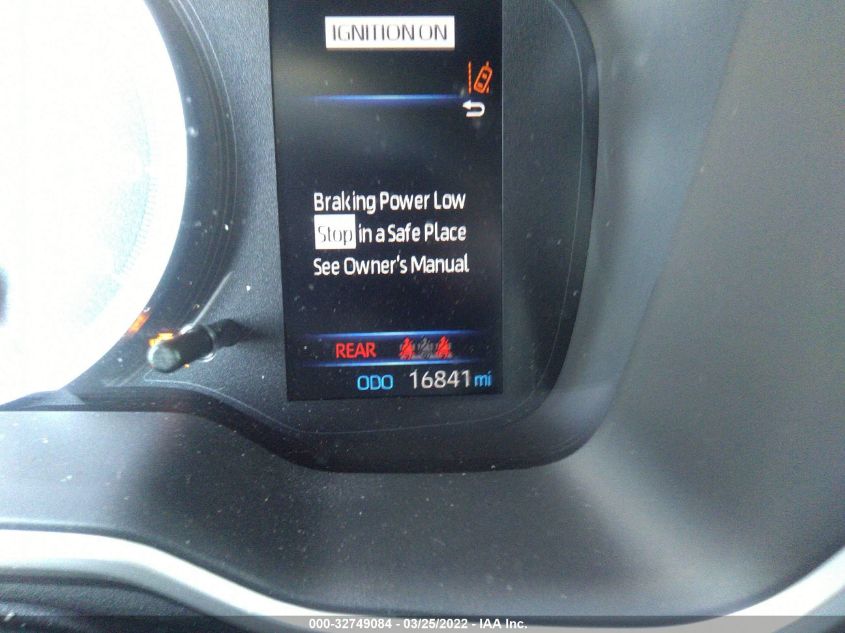 IGNITION ON
Braking Power Low
Stop in a Safe Place
See Owner's Manual
REAR
ODO 16841 mi
000-32749084 - 03/25/2022 - IAA Inc.